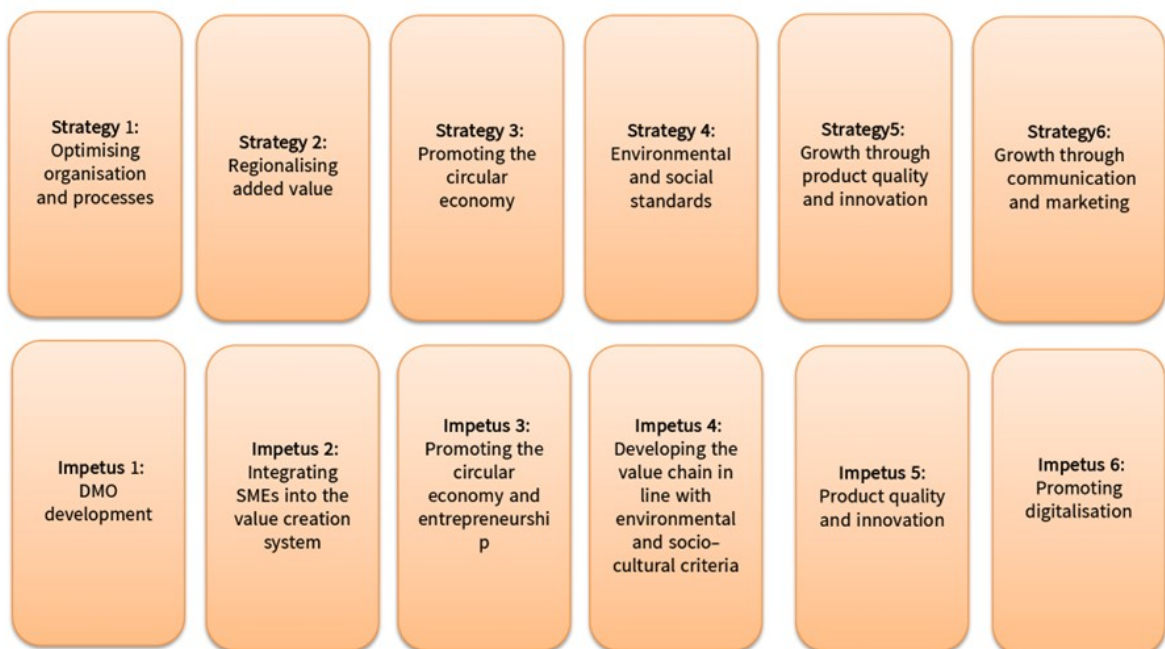 Strategy 1:
Optimising
organisation
and processes
Strategy 2:
Regionalising
added value
Strategy 3:
Promoting the
circular
economy
Strategy 4:
Environmental
and social
standards
Strategy5:
Growth through
product quality
and innovation
Strategy6:
Growth through
communication
and marketing
Impetus 1:
DMO
development
Impetus 2:
Integrating
SMEs into the
value creation
system
Impetus 3:
Promoting the
circular
economy and
entrepreneurshi
p
Impetus 4:
Developing the
value chain in
line with
environmental
and socio–
cultural criteria
Impetus 5:
Product quality
and innovation
Impetus 6:
Promoting
digitalisation